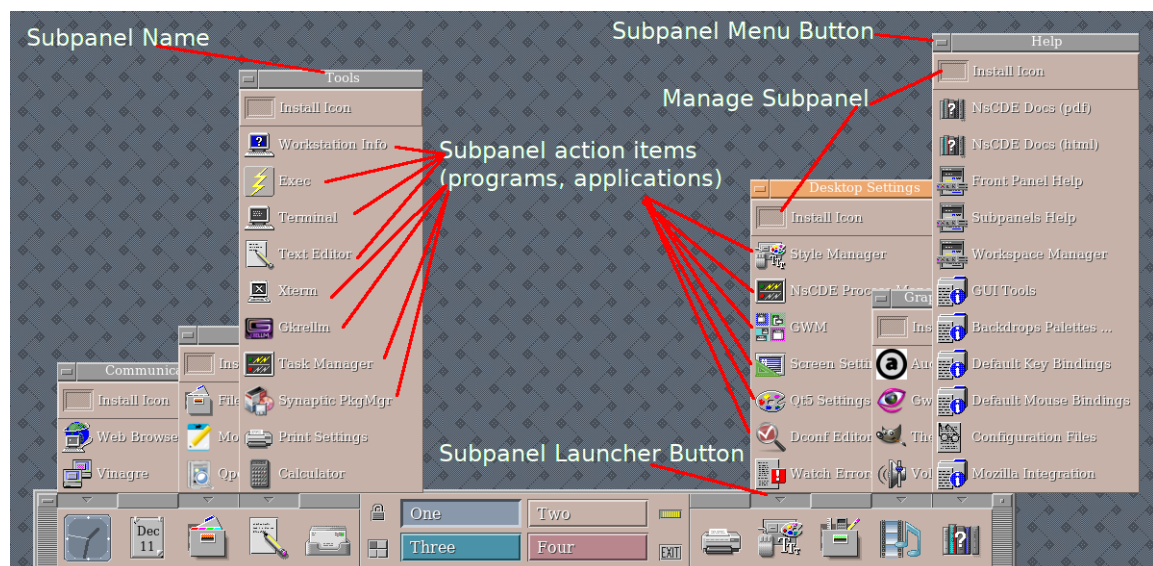 Subpanel Name
Subpanel Menu Button
Manage Subpanel
Subpanel action items
(programs, applications)
Subpanel Launcher Button
Tools
Install Icon
Workstation Info
Exec
Terminal
Text Editor
Xterm
Gkrellm
Task Manager
Synaptic PkgMgr
Print Settings
Calculator
Install Icon
Web Browse
Vinagre
Desktop Settings
Install Icon
Style Manager
NsCDE
GWM
Screen
Qt5 Settings
Dconf Editor
Watch Error
Help
Install Icon
NsCDE Docs (pdf)
NsCDE Docs (html)
Front Panel Help
Subpanels Help
Workspace Manager
GUI Tools
Backdrops Palettes ...
Default Key Bindings
Default Mouse Bindings
Configuration Files
Mozilla Integration
Dec
11
One
Two
Three
Four
EXIT